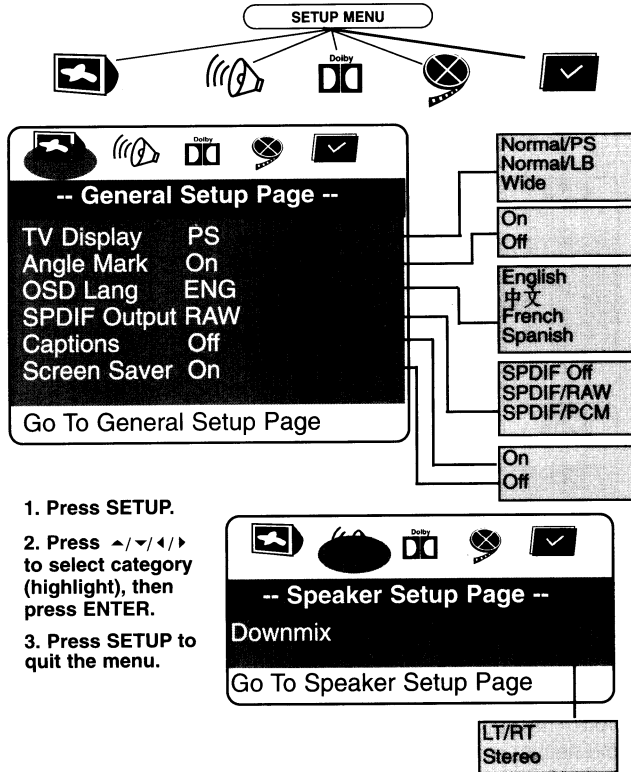 SETUP MENU
Dolby
Dolby
-- General Setup Page --
TV Display PS
Angle Mark On
OSD Lang ENG
SPDIF Output RAW
Captions Off
Screen Saver On
Go To General Setup Page
Normal/PS
Normal/LB
Wide
On
Off
English
中文
French
Spanish
SPDIF Off
SPDIF/RAW
SPDIF/PCM
On
Off
1. Press SETUP.
2. Press ▲/▼/◀/▶
to select category
(highlight), then
press ENTER.
3. Press SETUP to
quit the menu.
Dolby
-- Speaker Setup Page --
Downmix
Go To Speaker Setup Page
LT/RT
Stereo